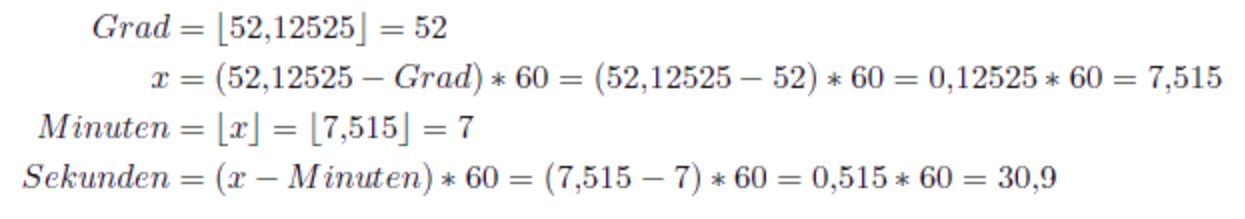 Grad = ⌊52,12525⌋ = 52
x = (52,12525 − Grad) ∗ 60 = (52,12525 − 52) ∗ 60 = 0,12525 ∗ 60 = 7,515
Minuten = ⌊x⌋ = ⌊7,515⌋ = 7
Sekunden = (x − Minuten) ∗ 60 = (7,515 − 7) ∗ 60 = 0,515 ∗ 60 = 30,9